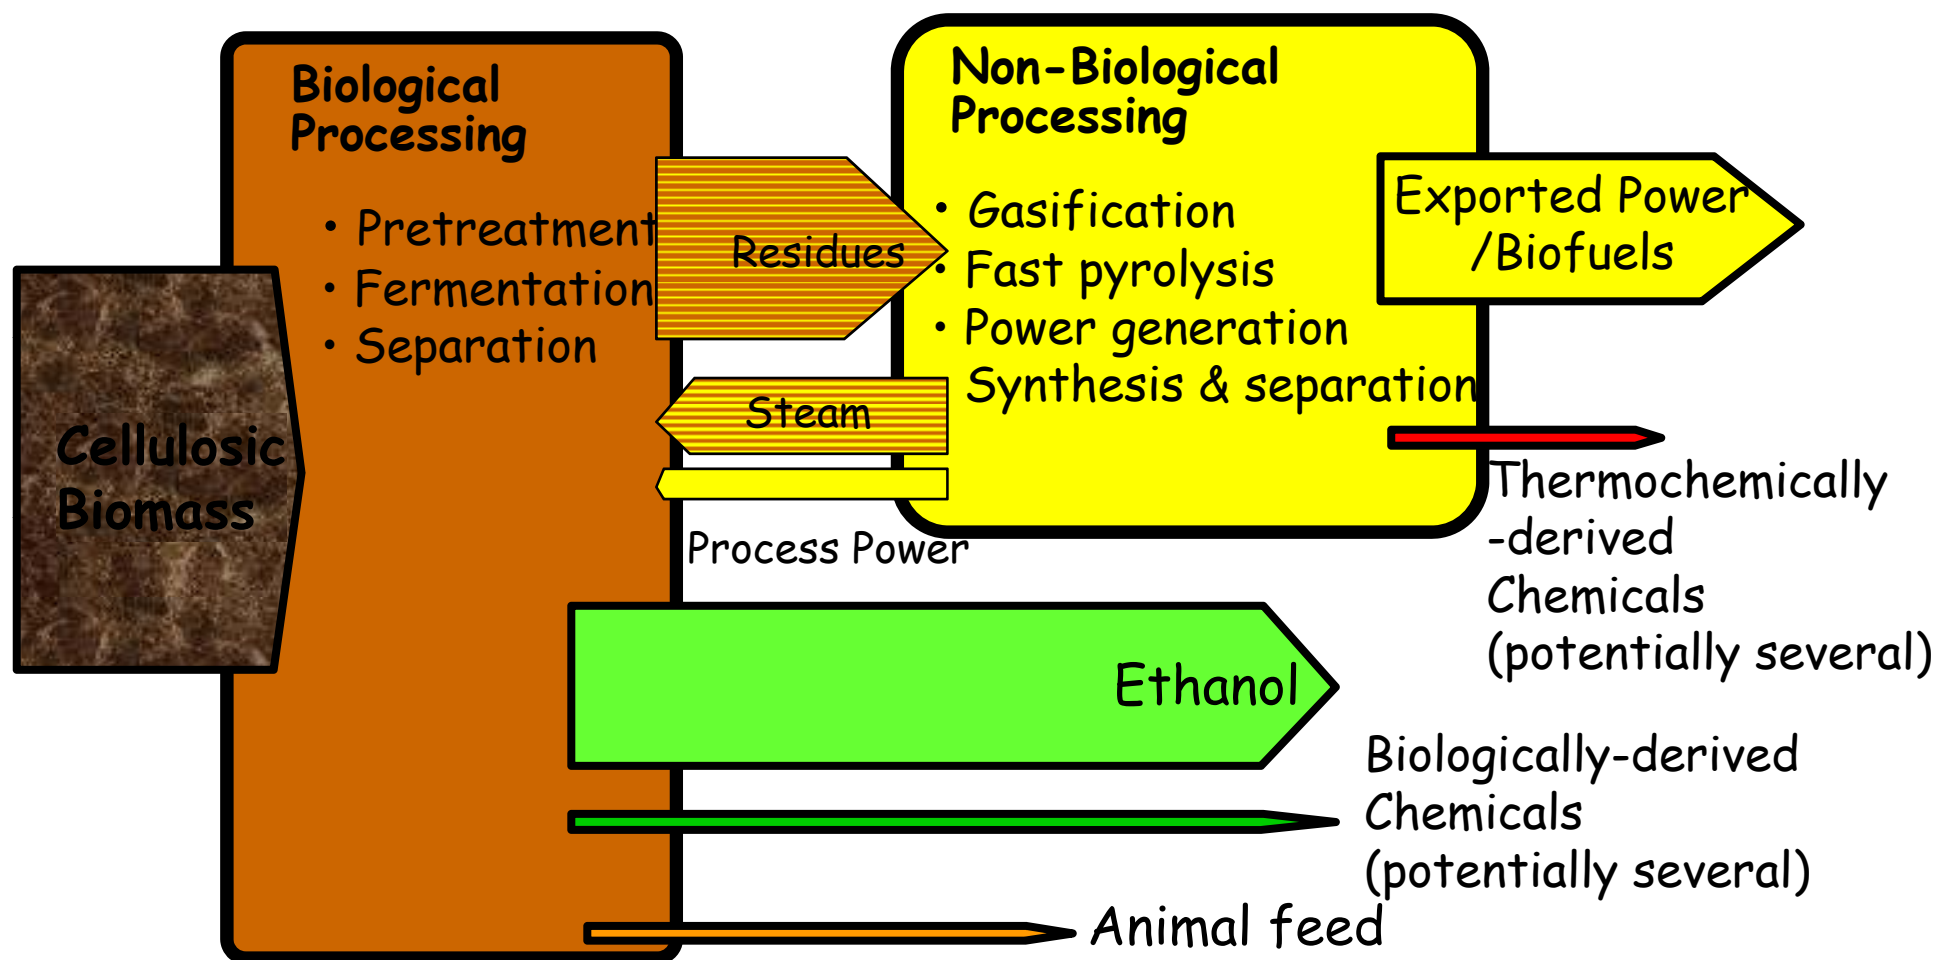 Biological
Processing
• Pretreatment
• Fermentation
• Separation
Cellulosic
Biomass
Residues
Steam
Process Power
Non-Biological
Processing
• Gasification
• Fast pyrolysis
• Power generation
Synthesis & separation
Exported Power
/Biofuels
Thermochemically
-derived
Chemicals
(potentially several)
Ethanol
Biologically-derived
Chemicals
(potentially several)
Animal feed